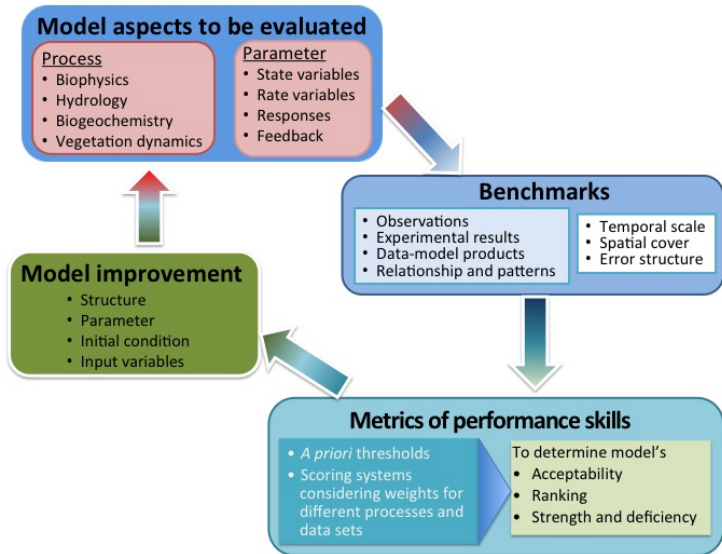 Model aspects to be evaluated
Process
• Biophysics
• Hydrology
• Biogeochemistry
• Vegetation dynamics
Parameter
• State variables
• Rate variables
• Responses
• Feedback
Benchmarks
• Observations
• Experimental results
• Data-model products
• Relationship and patterns
• Temporal scale
• Spatial cover
• Error structure
Model improvement
• Structure
• Parameter
• Initial condition
• Input variables
Metrics of performance skills
• A priori thresholds
• Scoring systems
considering weights for
different processes and
data sets
To determine model's
• Acceptability
• Ranking
• Strength and deficiency